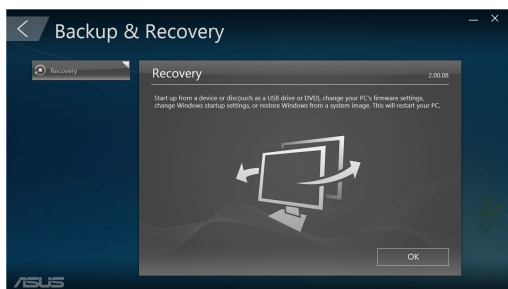 Backup & Recovery
Recovery
Recovery
2.00.08
Start up from a device or disc(such as a USB drive or DVD), change your PC's firmware settings,
change Windows startup settings, or restore Windows from a system image. This will restart your PC.
OK
ASUS